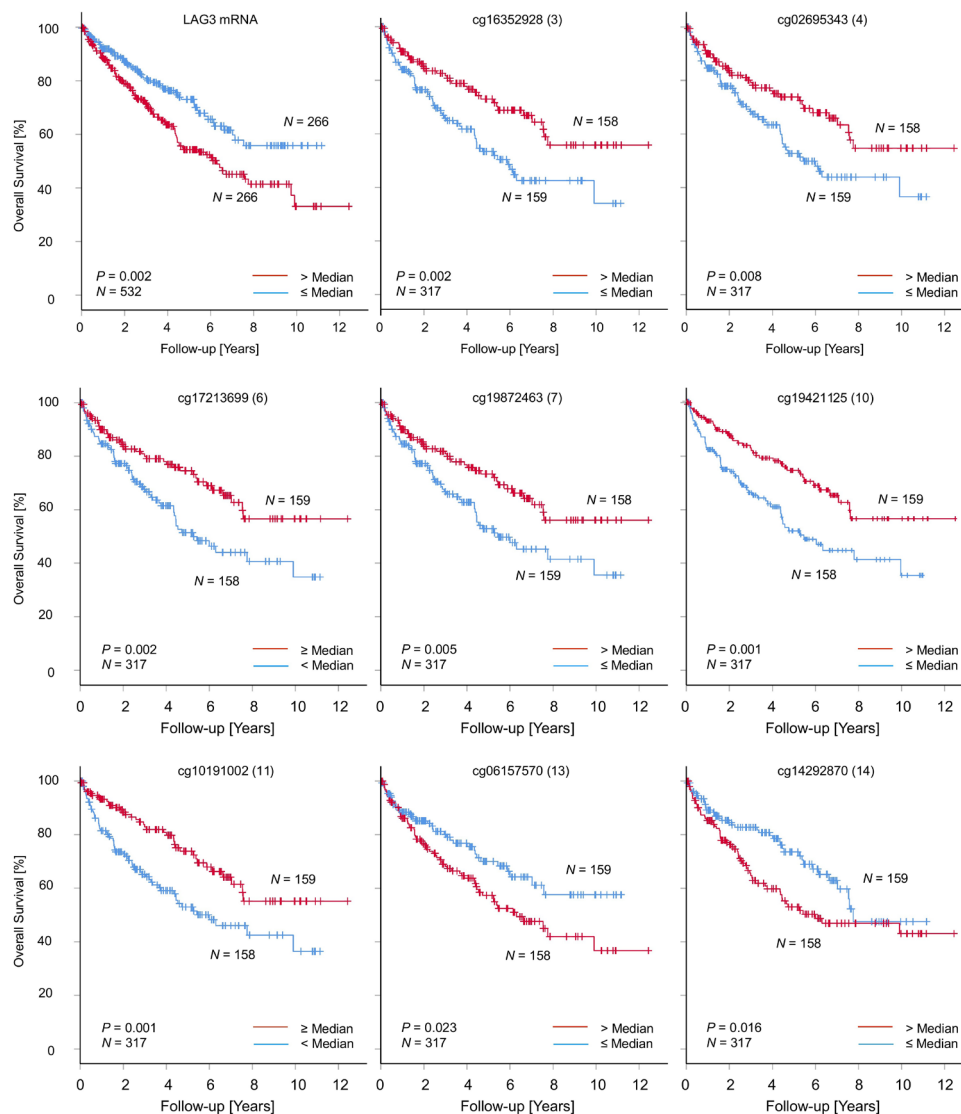 LAG3 mRNA
cg16352928 (3)
cg02695343 (4)
Overall Survival [%]
100
80
60
40
20
0
N = 266
N = 266
P = 0.002
N = 532
> Median
≤ Median
0 2 4 6 8 10 12
Follow-up [Years]
N = 158
N = 159
P = 0.002
N = 317
> Median
≤ Median
0 2 4 6 8 10 12
Follow-up [Years]
N = 158
N = 159
P = 0.008
N = 317
> Median
≤ Median
0 2 4 6 8 10 12
Follow-up [Years]
cg17213699 (6)
cg19872463 (7)
cg19421125 (10)
Overall Survival [%]
100
80
60
40
20
0
N = 159
N = 158
P = 0.002
N = 317
≥ Median
< Median
0 2 4 6 8 10 12
Follow-up [Years]
N = 158
N = 159
P = 0.005
N = 317
> Median
≤ Median
0 2 4 6 8 10 12
Follow-up [Years]
N = 159
N = 158
P = 0.001
N = 317
> Median
≤ Median
0 2 4 6 8 10 12
Follow-up [Years]
cg10191002 (11)
cg06157570 (13)
cg14292870 (14)
Overall Survival [%]
100
80
60
40
20
0
N = 159
N = 158
P = 0.001
N = 317
≥ Median
< Median
0 2 4 6 8 10 12
Follow-up [Years]
N = 159
N = 158
P = 0.023
N = 317
> Median
≤ Median
0 2 4 6 8 10 12
Follow-up [Years]
N = 159
N = 158
P = 0.016
N = 317
> Median
≤ Median
0 2 4 6 8 10 12
Follow-up [Years]